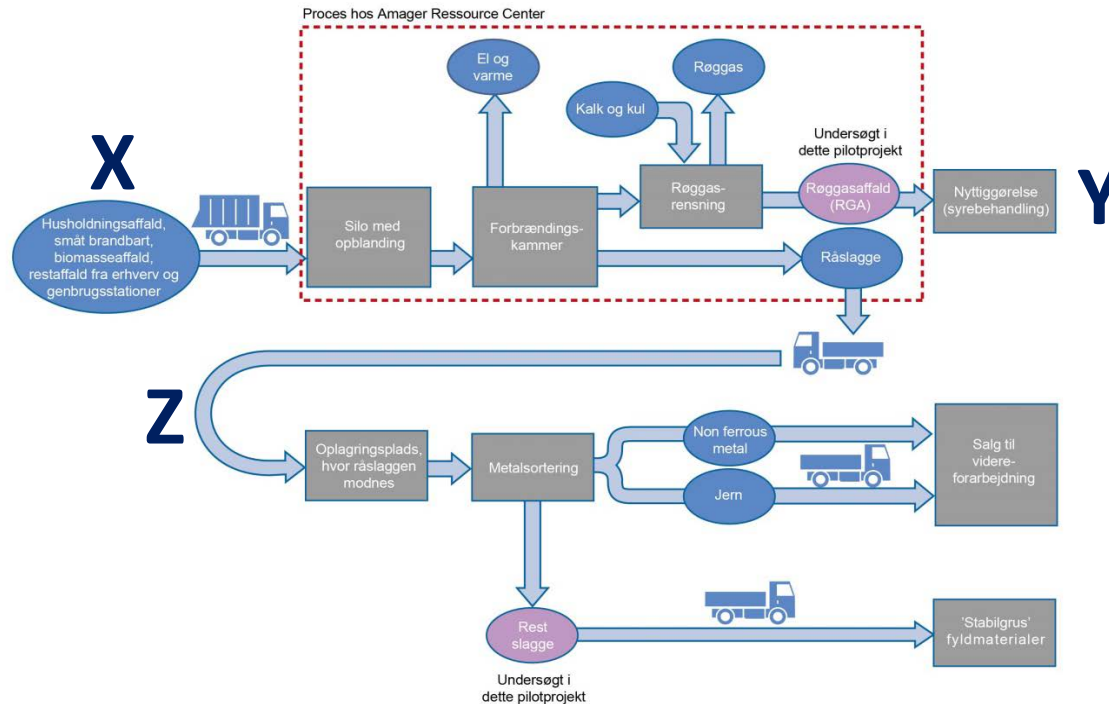 Proces hos Amager Ressource Center
El og
varme
Røggas
Kalk og kul
X
Undersøgt i
dette pilotprojekt
Husholdningsaffald,
småt brandbart,
biomasseaffald,
restaffald fra erhverv og
genbrugsstationer
Silo med
opblanding
Forbrændings-
kammer
Røggas-
rensning
Røggasaffald
(RGA)
Nyttiggørelse
(syrebehandling)
Y
Råslagge
Z
Oplagringsplads,
hvor råslaggen
modnes
Metalsortering
Non ferrous
metal
Jern
Salg til
videre-
forarbejdning
Rest
slagge
'Stabilgrus'
fyldmaterialer
Undersøgt i
dette pilotprojekt